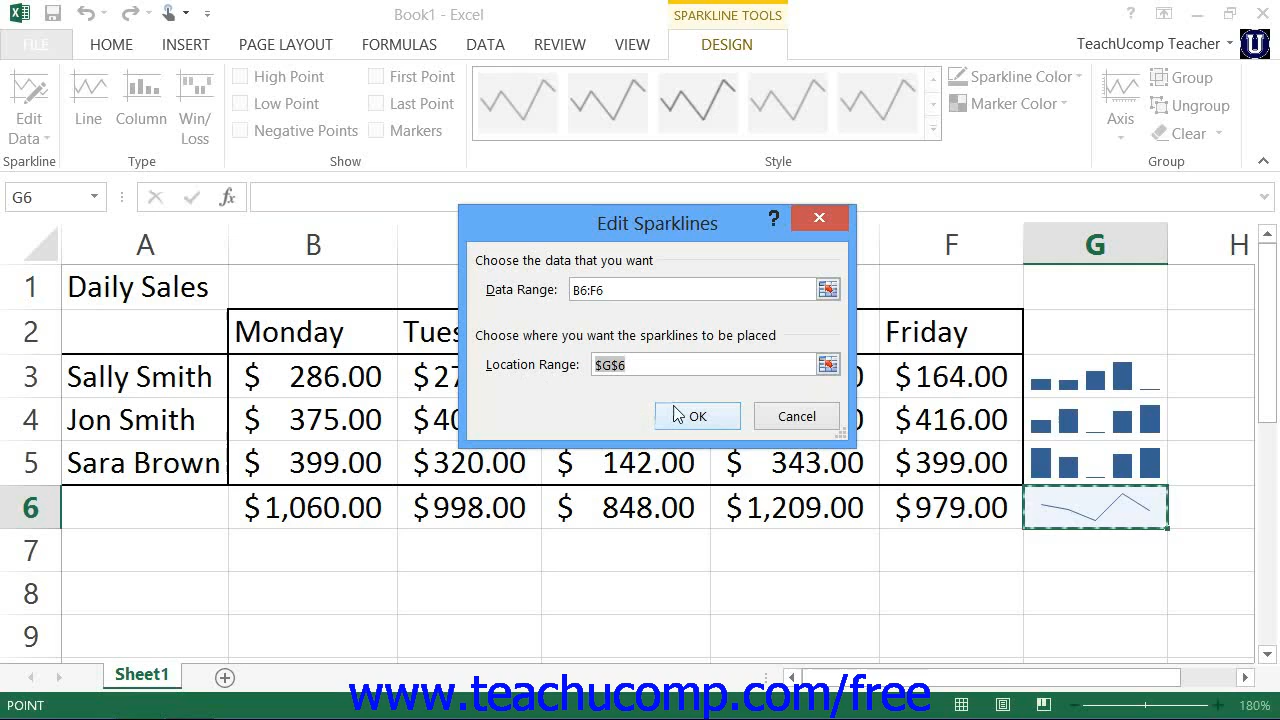 Book1 - Excel
SPARKLINE TOOLS
FILE HOME INSERT PAGE LAYOUT FORMULAS DATA REVIEW VIEW DESIGN TeachUcomp Teacher
Edit Data
Line
Column
Win/
Loss
High Point
Low Point
Negative Points
First Point
Last Point
Markers
Sparkline Color
Marker Color
Axis
Group
Ungroup
Clear
Sparkline Type Show Style Group
G6 fx
Edit Sparklines ?
Choose the data that you want
Data Range: B6:F6
Choose where you want the sparklines to be placed
Location Range: $G$6
OK Cancel
A B F G H
1 Daily Sales
2 Monday Tues Friday
3 Sally Smith $ 286.00 $27 0 $164.00
4 Jon Smith $ 375.00 $40 0 $416.00
5 Sara Brown $ 399.00 $320.00 $ 142.00 $ 343.00 $399.00
6 $1,060.00 $998.00 $ 848.00 $1,209.00 $979.00
7
8
9
Sheet1
www.teachucomp.com/free
POINT 180%